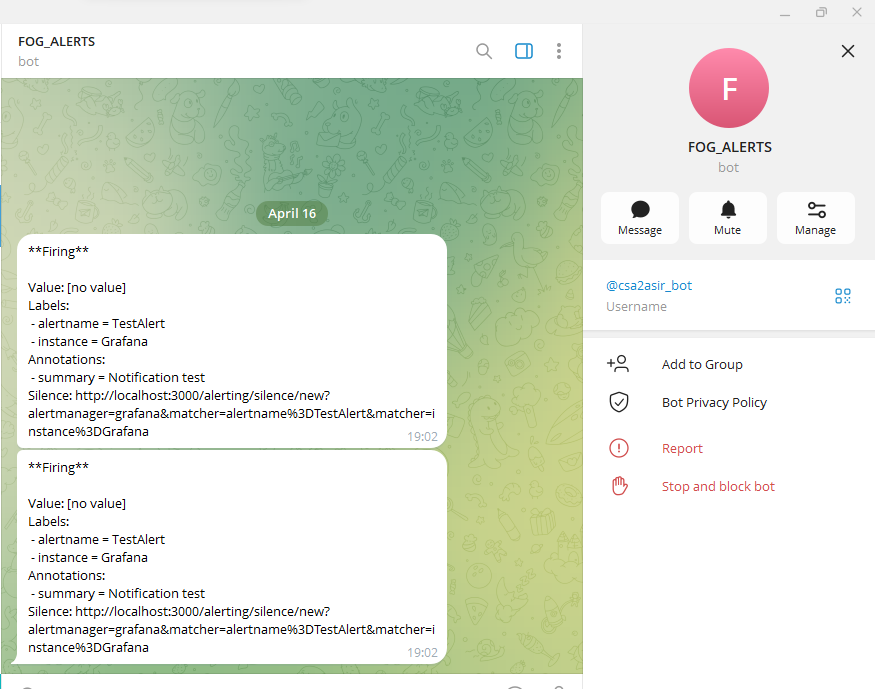 FOG_ALERTS
bot
April 16
**Firing**
Value: [no value]
Labels:
- alertname = TestAlert
- instance = Grafana
Annotations:
- summary = Notification test
Silence: http://localhost:3000/alerting/silence/new?
alertmanager=grafana&matcher=alertname%3DTestAlert&matcher=i
nstance%3DGrafana
19:02
**Firing**
Value: [no value]
Labels:
- alertname = TestAlert
- instance = Grafana
Annotations:
- summary = Notification test
Silence: http://localhost:3000/alerting/silence/new?
alertmanager=grafana&matcher=alertname%3DTestAlert&matcher=i
nstance%3DGrafana
19:02
F
FOG_ALERTS
bot
Message
Mute
Manage
@csa2asir_bot
Username
Add to Group
Bot Privacy Policy
Report
Stop and block bot